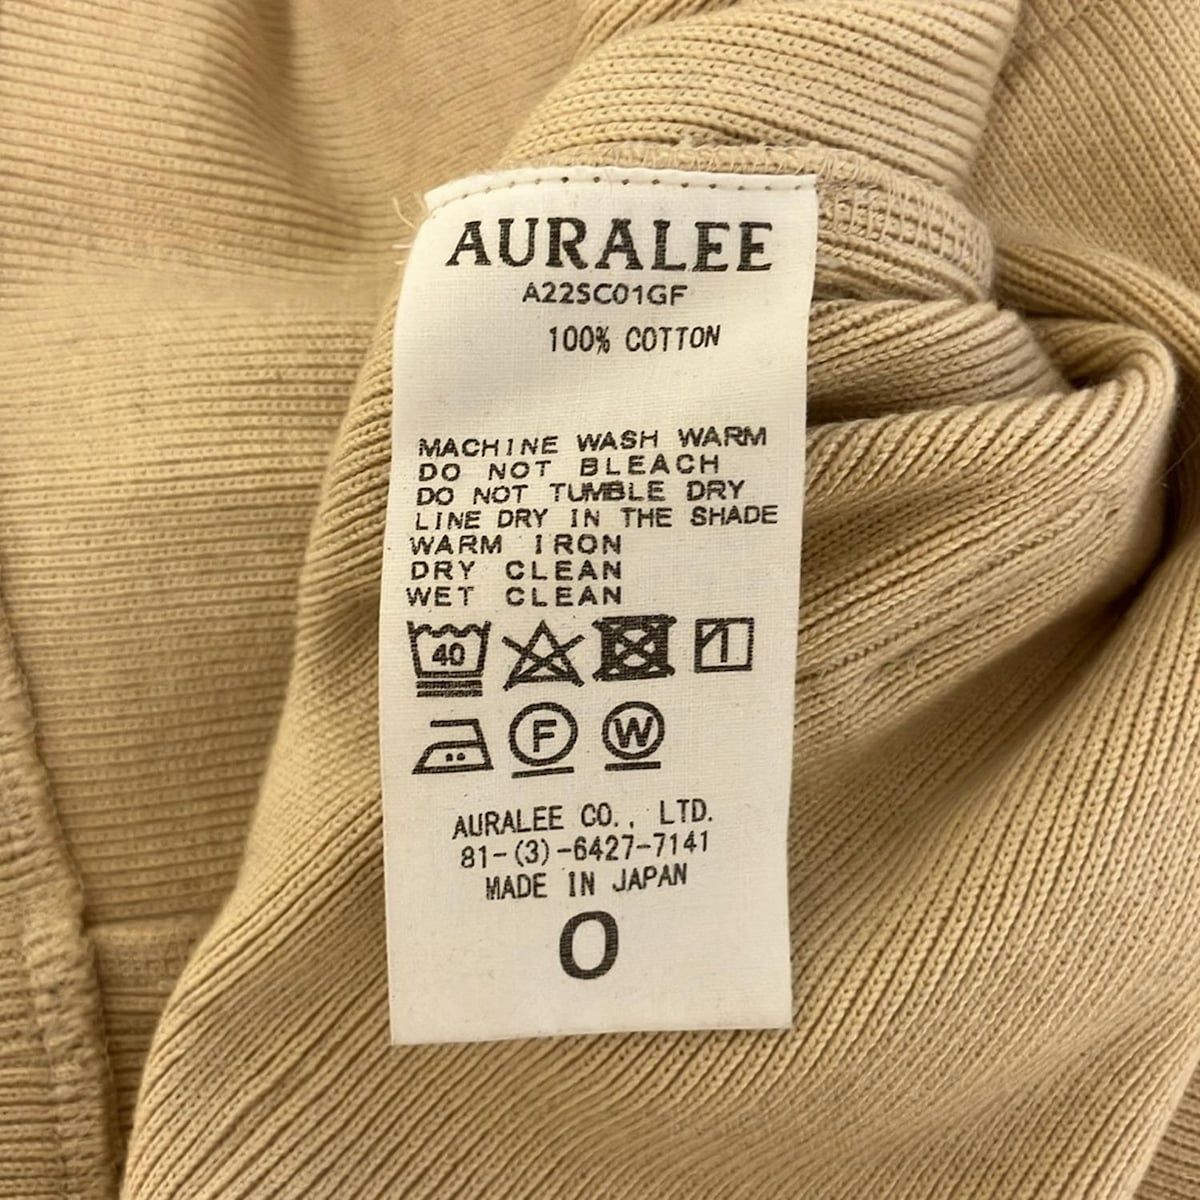 AURALEE
A22SC01GF
100% COTTON
MACHINE WASH WARM
DO NOT BLEACH
DO NOT TUMBLE DRY
LINE DRY IN THE SHADE
WARM IRON
DRY CLEAN
WET CLEAN
40
F W
AURALEE CO., LTD.
81-(3)-6427-7141
MADE IN JAPAN
0